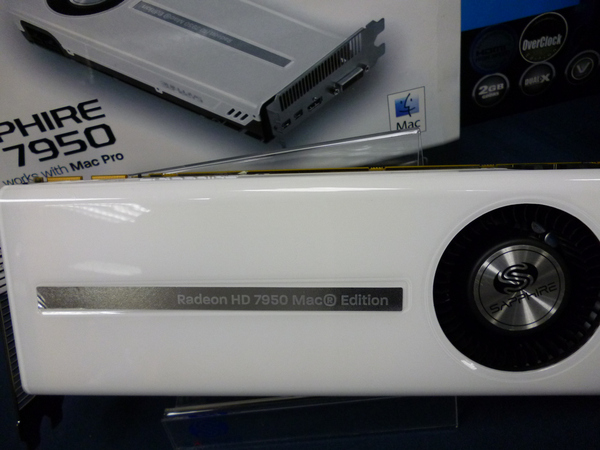 PHIRE
7950
works with Mac Pro
Mac
OverClock
2GB
Radeon HD 7950 Mac® Edition
SAPPHIRE